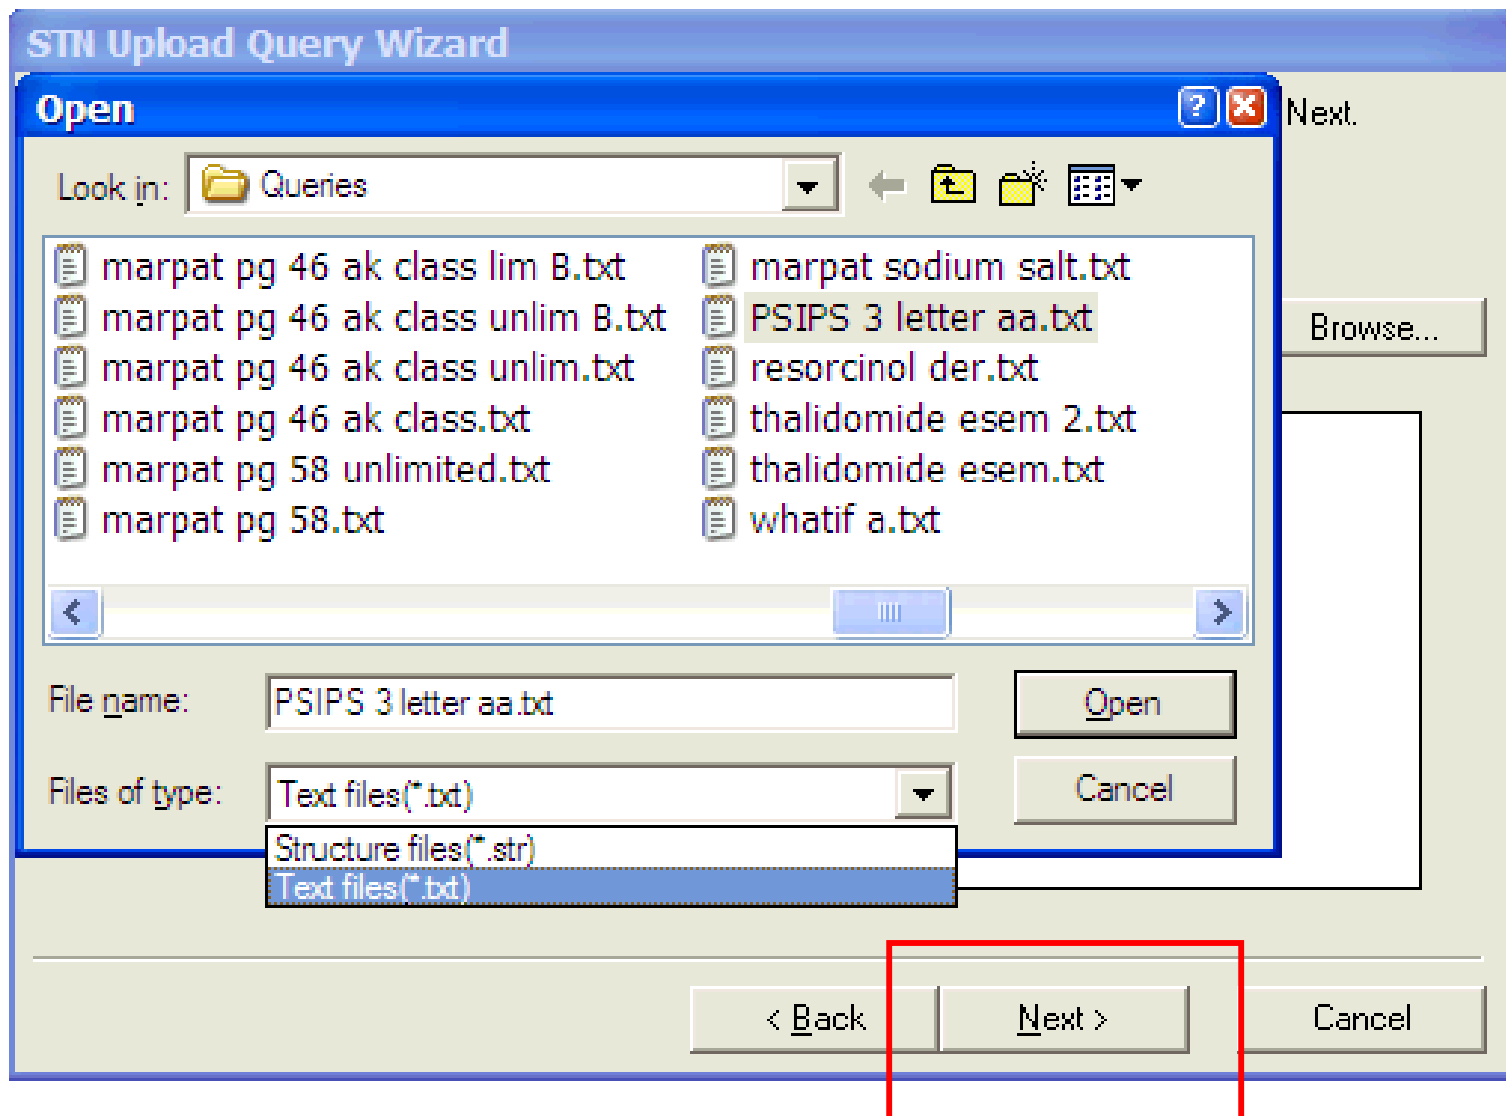 STN Upload Query Wizard
Open
Next.
Look in: Queries
marpat pg 46 ak class lim B.txt
marpat pg 46 ak class unlim B.txt
marpat pg 46 ak class unlim.txt
marpat pg 46 ak class.txt
marpat pg 58 unlimited.txt
marpat pg 58.txt
marpat sodium salt.txt
PSIPS 3 letter aa.txt
resorcinol der.txt
thalidomide esem 2.txt
thalidomide esem.txt
whatif a.txt
Browse...
File name: PSIPS 3 letter aa.txt Open
Files of type: Text files(*.txt) Cancel
Structure files(*.str)
Text files(*.txt)
< Back Next > Cancel